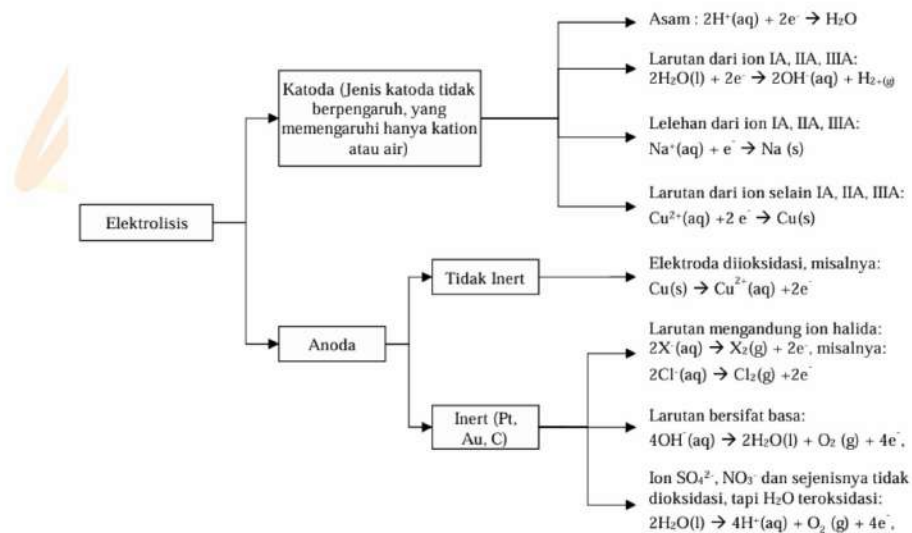 Elektrolisis
Katoda (Jenis katoda tidak
berpengaruh, yang
memengaruhi hanya kation
atau air)
Asam : 2H⁺(aq) + 2e⁻ → H₂O
Larutan dari ion IA, IIA, IIIA:
2H₂O(l) + 2e⁻ → 2OH⁻(aq) + H₂₊₍g₎
Lelehan dari ion IA, IIA, IIIA:
Na⁺(aq) + e⁻ → Na (s)
Larutan dari ion selain IA, IIA, IIIA:
Cu²⁺(aq) +2 e⁻ → Cu(s)
Anoda
Tidak Inert
Elektroda diioksidasi, misalnya:
Cu(s) → Cu²⁺(aq) +2e⁻
Inert (Pt,
Au, C)
Larutan mengandung ion halida:
2X⁻(aq) → X₂(g) + 2e⁻, misalnya:
2Cl⁻(aq) → Cl₂(g) +2e⁻
Larutan bersifat basa:
4OH⁻(aq) → 2H₂O(l) + O₂ (g) + 4e⁻,
Ion SO₄²⁻, NO₃⁻ dan sejenisnya tidak
dioksidasi, tapi H₂O teroksidasi:
2H₂O(l) → 4H⁺(aq) + O₂ (g) + 4e⁻,